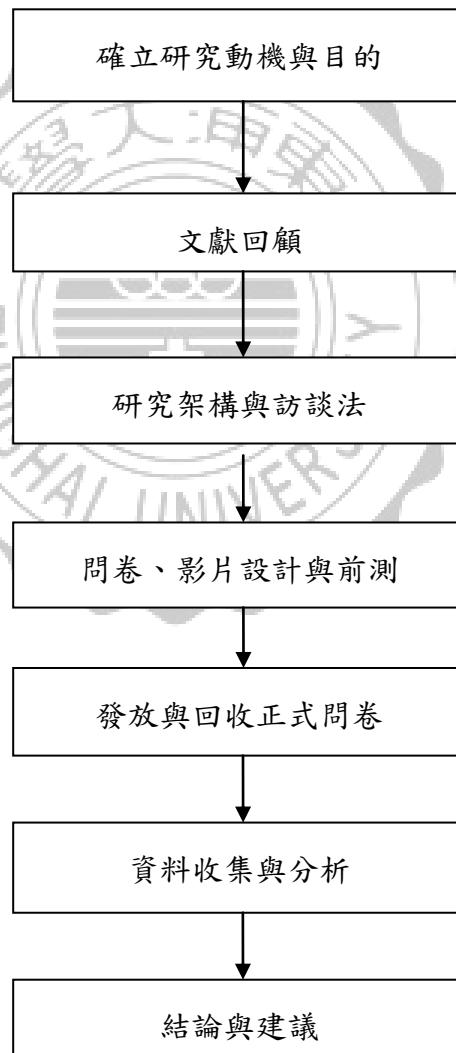 確立研究動機與目的
文獻回顧
研究架構與訪談法
問卷、影片設計與前測
發放與回收正式問卷
資料收集與分析
結論與建議